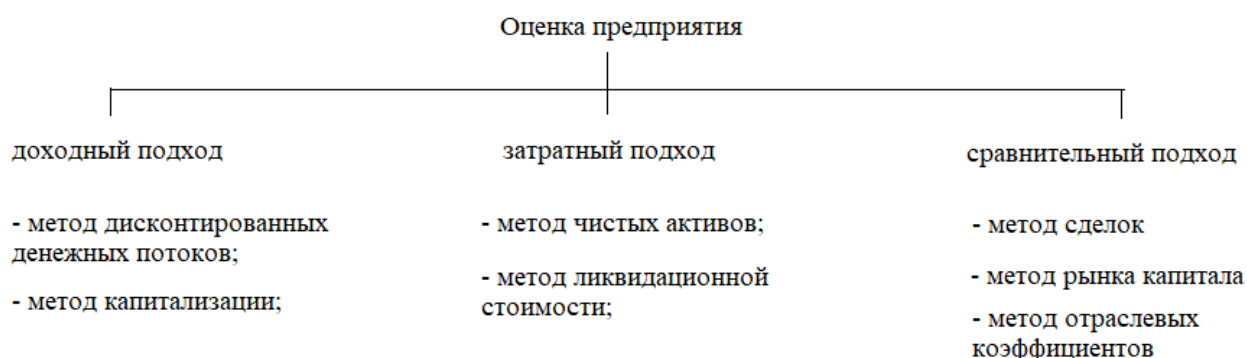 Оценка предприятия
доходный подход
- метод дисконтированных
денежных потоков;
- метод капитализации;
затратный подход
- метод чистых активов;
- метод ликвидационной
стоимости;
сравнительный подход
- метод сделок
- метод рынка капитала
- метод отраслевых
коэффициентов